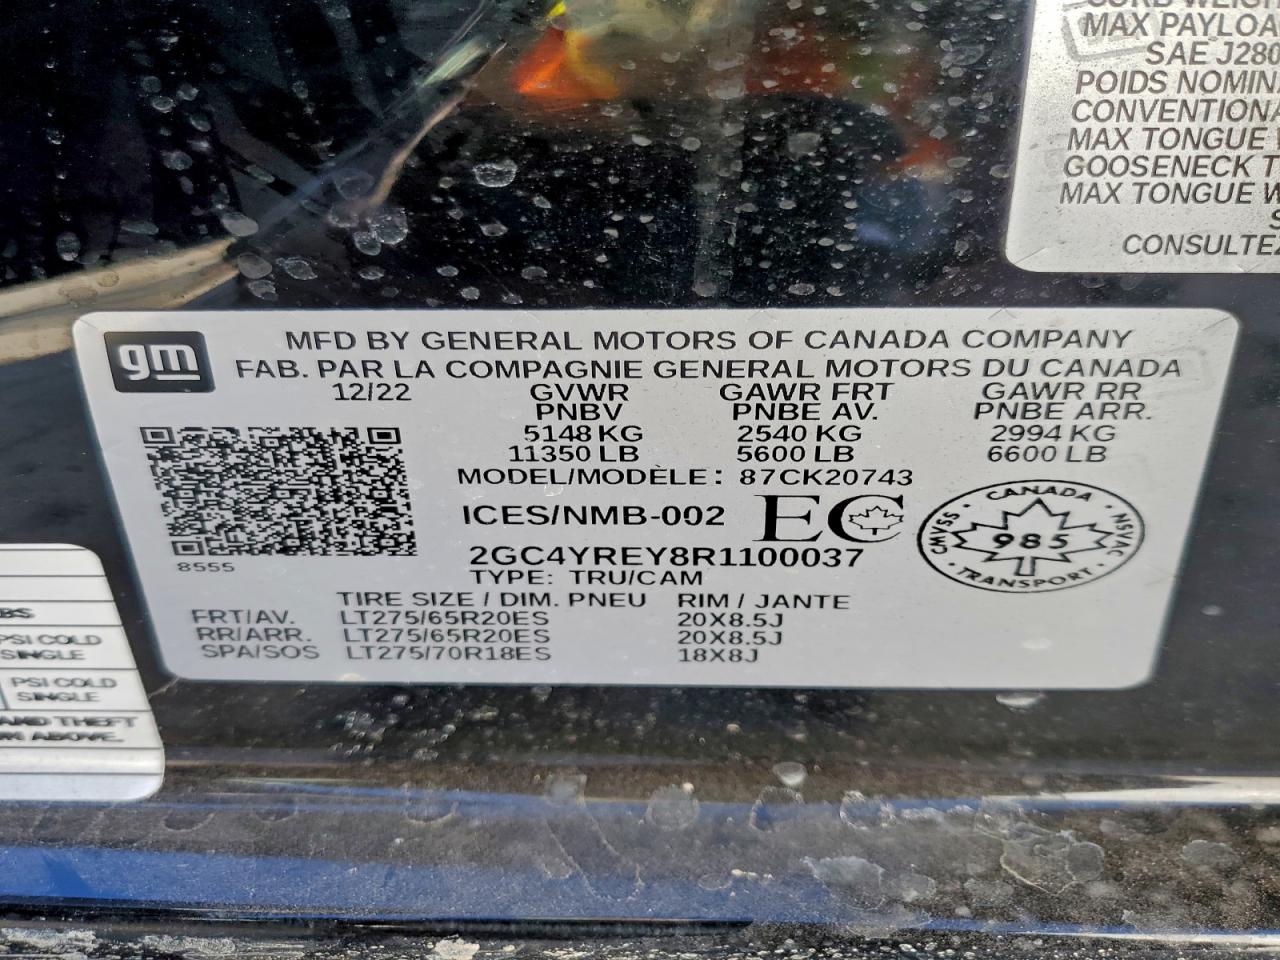 MAX PAYLOA
SAE J280
POIDS NOMIN
CONVENTIONA
MAX TONGUE
GOOSENECK T
MAX TONGUE W
S
CONSULTEZ
gm
MFD BY GENERAL MOTORS OF CANADA COMPANY
FAB. PAR LA COMPAGNIE GENERAL MOTORS DU CANADA
12/22 GVWR GAWR FRT GAWR RR
PNBV PNBE AV. PNBE ARR.
5148 KG 2540 KG 2994 KG
11350 LB 5600 LB 6600 LB
MODEL/MODÈLE: 87CK20743
ICES/NMB-002 EC
CANADA
CMVSS 985 NSVAC
TRANSPORT
2GC4YREY8R1100037
8555
TYPE: TRU/CAM
TIRE SIZE / DIM. PNEU RIM / JANTE
FRT/AV. LT275/65R20ES 20X8.5J
RR/ARR. LT275/65R20ES 20X8.5J
SPA/SOS LT275/70R18ES 18X8J
BS
PSI COLD
SINGLE
PSI COLD
SINGLE
AND THEFT
ABOVE.